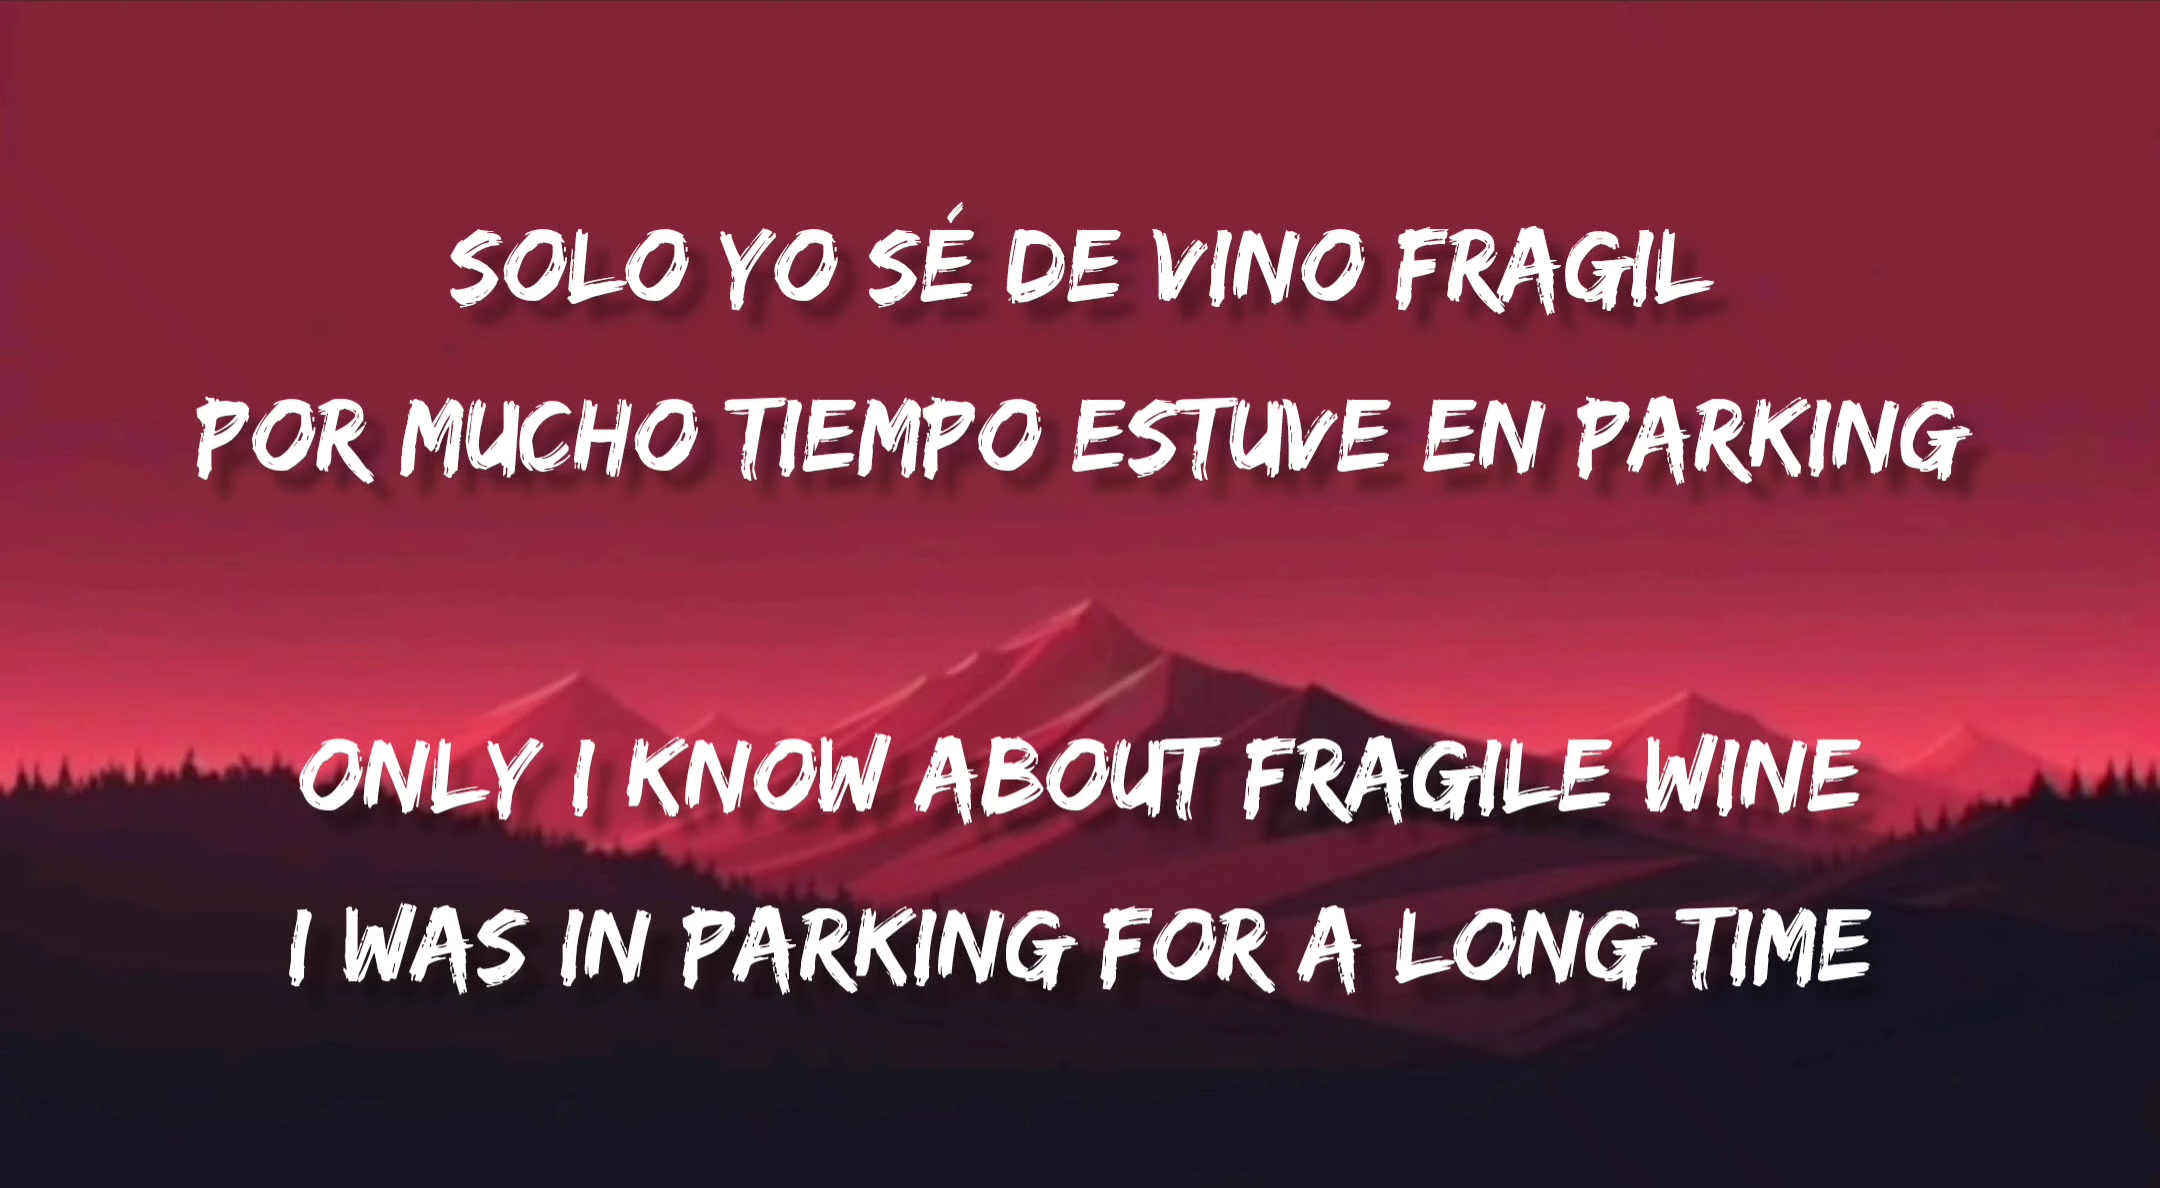 SOLO YO SÉ DE VINO FRAGIL
POR MUCHO TIEMPO ESTUVE EN PARKING
ONLY I KNOW ABOUT FRAGILE WINE
I WAS IN PARKING FOR A LONG TIME